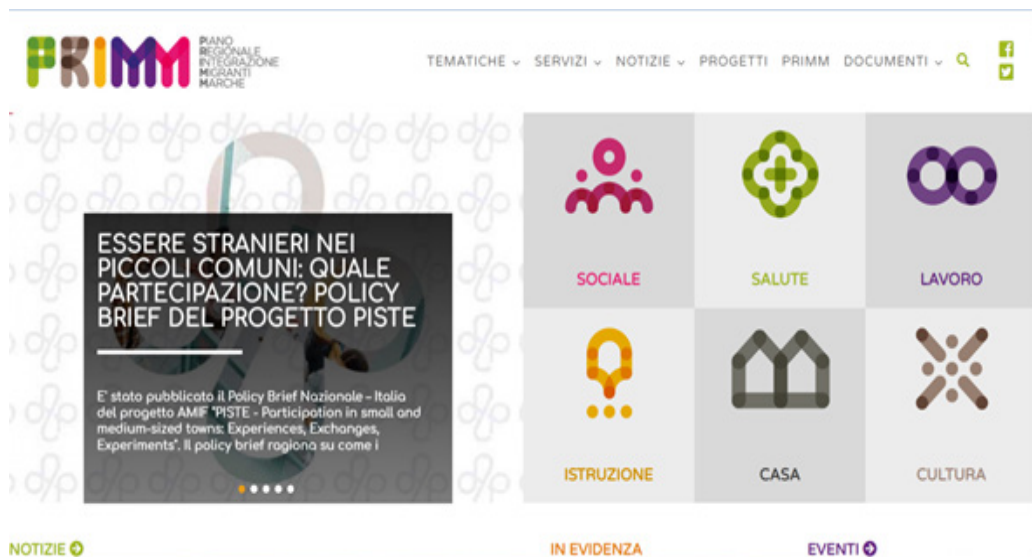 PRIMM
PIANO
REGIONALE
INTEGRAZIONE
MIGRANTI
MARCHE
TEMATICHE SERVIZI NOTIZIE PROGETTI PRIMM DOCUMENTI
ESSERE STRANIERI NEI
PICCOLI COMUNI: QUALE
PARTECIPAZIONE? POLICY
BRIEF DEL PROGETTO PISTE
E' stato pubblicato il Policy Brief Nazionale – Italia
del progetto AMIF "PISTE - Participation in small and
medium-sized towns: Experiences, Exchanges,
Experiments". Il policy brief ragiona su come i
SOCIALE
SALUTE
LAVORO
ISTRUZIONE
CASA
CULTURA
NOTIZIE
IN EVIDENZA
EVENTI